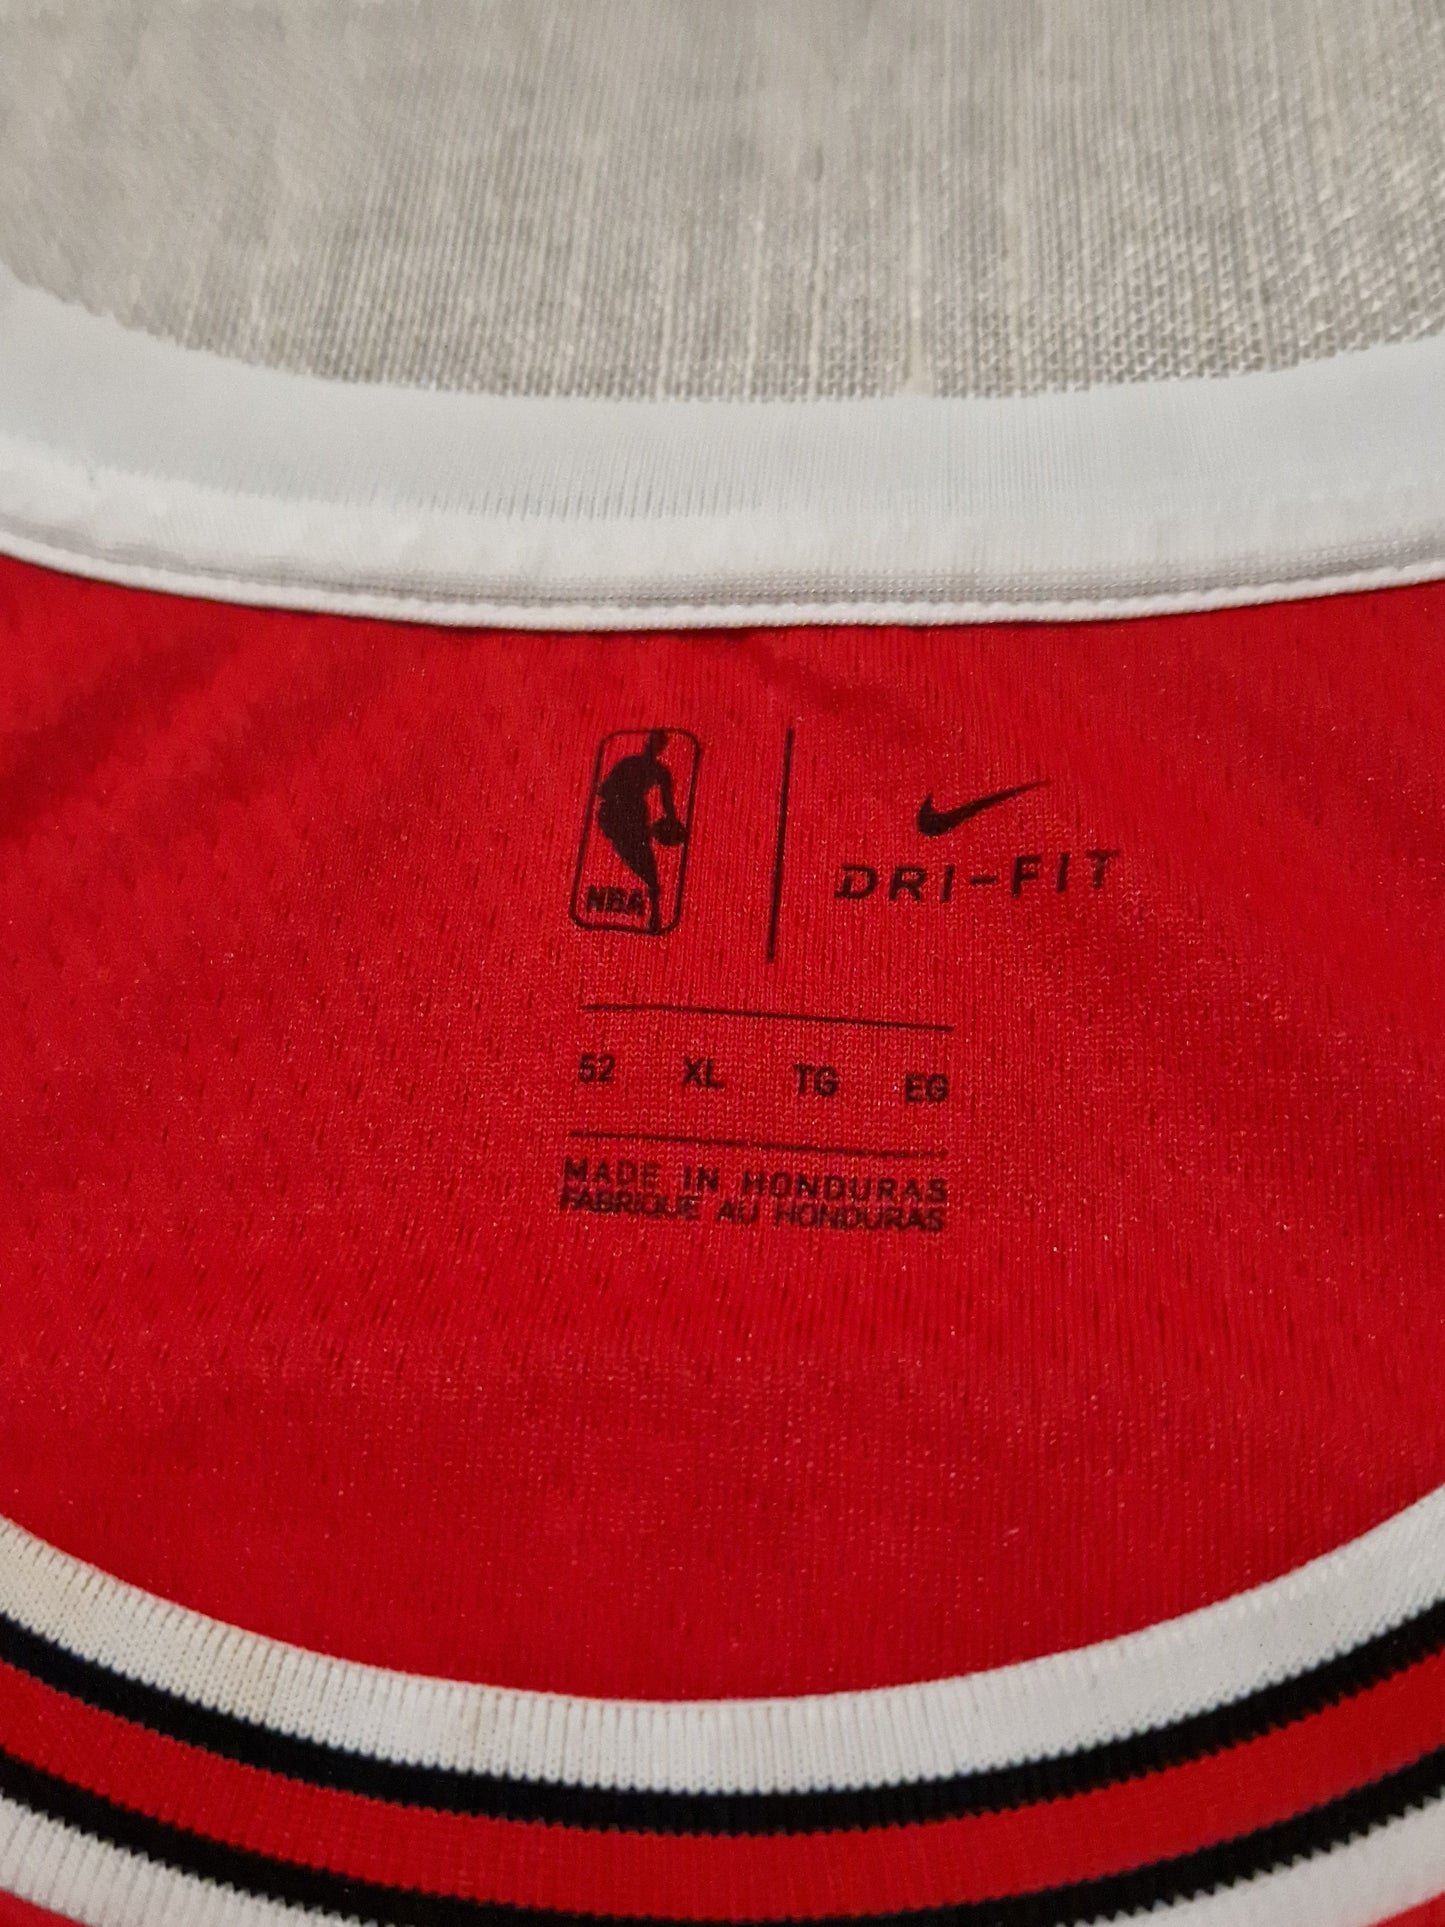 NBA
DRI-FIT
52 XL TG EG
MADE IN HONDURAS
FABRIQUE AU HONDURAS